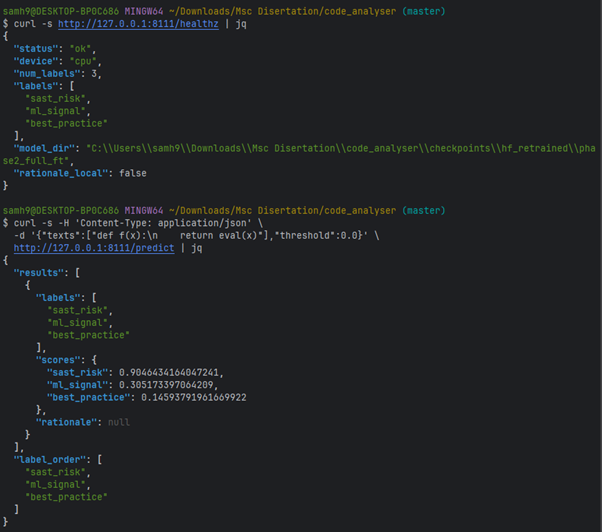 samh9@DESKTOP-BPOC686 MINGW64 ~/Downloads/Msc Disertation/code_analyser (master)
$ curl -s http://127.0.0.1:8111/healthz | jq
{
  "status": "ok",
  "device": "cpu",
  "num_labels": 3,
  "labels": [
    "sast_risk",
    "ml_signal",
    "best_practice"
  ],
  "model_dir": "C:\\Users\\samh9\\Downloads\\Msc Disertation\\code_analyser\\checkpoints\\hf_retrained\\pha
se2_full_ft",
  "rationale_local": false
}
samh9@DESKTOP-BPOC686 MINGW64 ~/Downloads/Msc Disertation/code_analyser (master)
$ curl -s -H 'Content-Type: application/json' \
  -d '{"texts":["def f(x):\n    return eval(x)"],"threshold":0.0}' \
  http://127.0.0.1:8111/predict | jq
{
  "results": [
    {
      "labels": [
        "sast_risk",
        "ml_signal",
        "best_practice"
      ],
      "scores": {
        "sast_risk": 0.9046434164047241,
        "ml_signal": 0.305173397064209,
        "best_practice": 0.14593791961669922
      },
      "rationale": null
    }
  ],
  "label_order": [
    "sast_risk",
    "ml_signal",
    "best_practice"
  ]
}